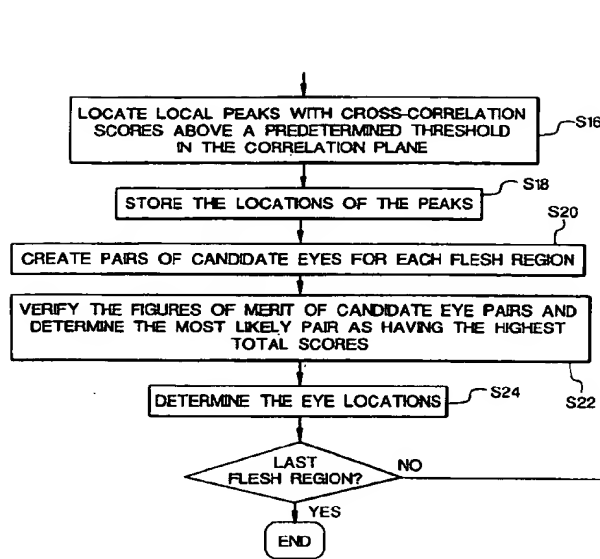 LOCATE LOCAL PEAKS WITH CROSS-CORRELATION
SCORES ABOVE A PREDETERMINED THRESHOLD
IN THE CORRELATION PLANE
S16
STORE THE LOCATIONS OF THE PEAKS
S18
S20
CREATE PAIRS OF CANDIDATE EYES FOR EACH FLESH REGION
VERIFY THE FIGURES OF MERIT OF CANDIDATE EYE PAIRS AND
DETERMINE THE MOST LIKELY PAIR AS HAVING THE HIGHEST
TOTAL SCORES
S22
DETERMINE THE EYE LOCATIONS
S24
LAST
FLESH REGION?
NO
YES
END